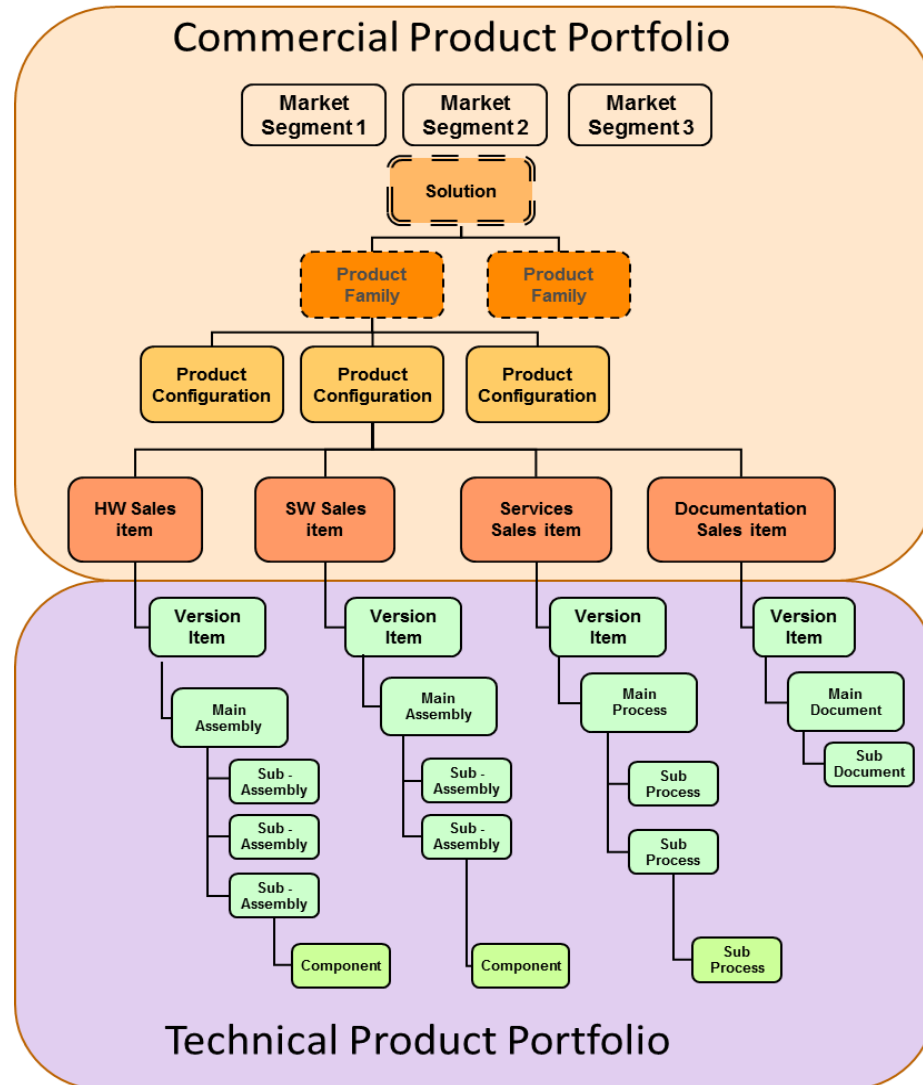 Commercial Product Portfolio
Market
Segment 1
Market
Segment 2
Market
Segment 3
Solution
Product
Family
Product
Family
Product
Configuration
Product
Configuration
Product
Configuration
HW Sales
item
SW Sales
item
Services
Sales item
Documentation
Sales item
Version
Item
Version
Item
Version
Item
Version
Item
Main
Assembly
Main
Assembly
Main
Process
Main
Document
Sub -
Assembly
Sub -
Assembly
Sub
Process
Sub
Document
Sub -
Assembly
Sub -
Assembly
Sub
Process
Sub -
Assembly
Component
Component
Sub
Process
Technical Product Portfolio